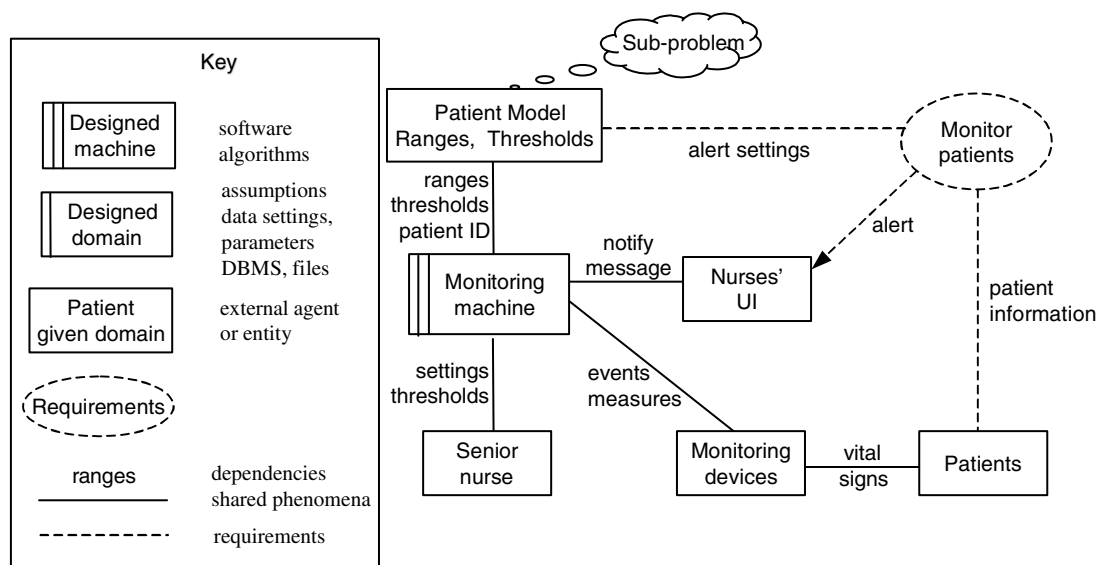 Key
Designed
machine
software
algorithms
Designed
domain
assumptions
data settings,
parameters
DBMS, files
Patient
given domain
external agent
or entity
Requirements
ranges
dependencies
shared phenomena
requirements
Sub-problem
Patient Model
Ranges, Thresholds
alert settings
Monitor
patients
ranges
thresholds
patient ID
notify
message
alert
Monitoring
machine
Nurses'
UI
patient
information
settings
thresholds
events
measures
Senior
nurse
Monitoring
devices
vital
signs
Patients